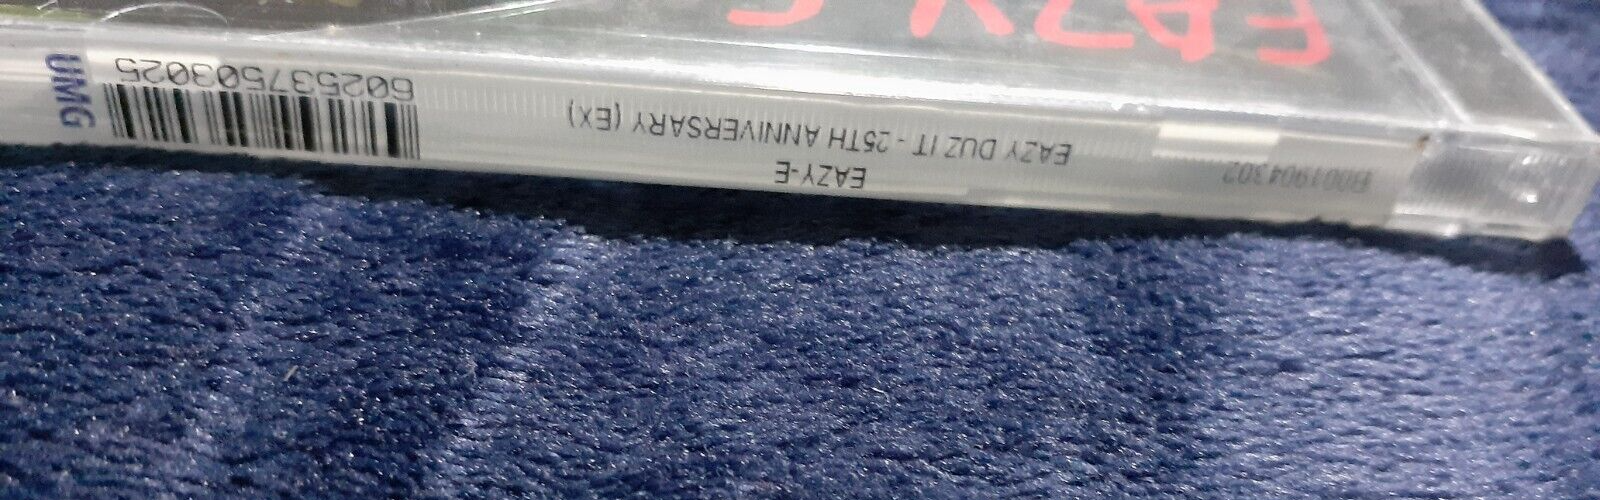 EAZY-E
B001904302
EAZY DUZ IT - 25TH ANNIVERSARY (EX)
602537503025
UMG
EAZY E